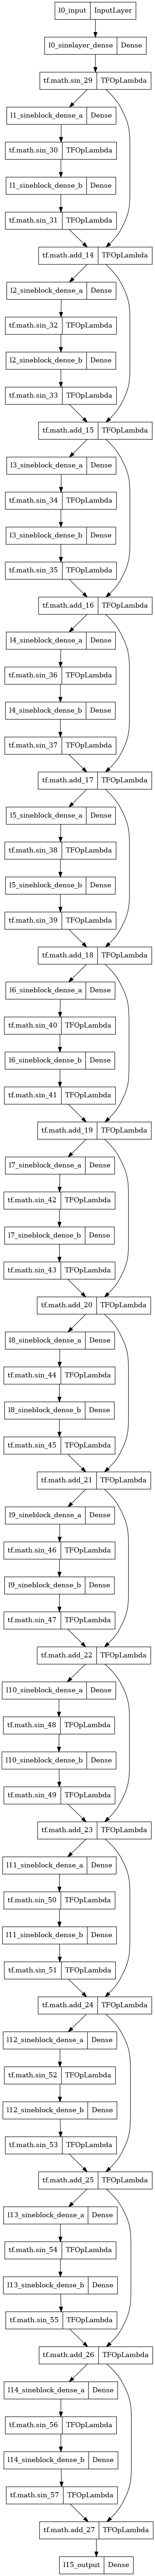 l0_input InputLayer
l0_sinelayer_dense Dense
tf.math.sin_29 TFOpLambda
l1_sineblock_dense_a Dense
tf.math.sin_30 TFOpLambda
l1_sineblock_dense_b Dense
tf.math.sin_31 TFOpLambda
tf.math.add_14 TFOpLambda
l2_sineblock_dense_a Dense
tf.math.sin_32 TFOpLambda
l2_sineblock_dense_b Dense
tf.math.sin_33 TFOpLambda
tf.math.add_15 TFOpLambda
l3_sineblock_dense_a Dense
tf.math.sin_34 TFOpLambda
l3_sineblock_dense_b Dense
tf.math.sin_35 TFOpLambda
tf.math.add_16 TFOpLambda
l4_sineblock_dense_a Dense
tf.math.sin_36 TFOpLambda
l4_sineblock_dense_b Dense
tf.math.sin_37 TFOpLambda
tf.math.add_17 TFOpLambda
l5_sineblock_dense_a Dense
tf.math.sin_38 TFOpLambda
l5_sineblock_dense_b Dense
tf.math.sin_39 TFOpLambda
tf.math.add_18 TFOpLambda
l6_sineblock_dense_a Dense
tf.math.sin_40 TFOpLambda
l6_sineblock_dense_b Dense
tf.math.sin_41 TFOpLambda
tf.math.add_19 TFOpLambda
l7_sineblock_dense_a Dense
tf.math.sin_42 TFOpLambda
l7_sineblock_dense_b Dense
tf.math.sin_43 TFOpLambda
tf.math.add_20 TFOpLambda
l8_sineblock_dense_a Dense
tf.math.sin_44 TFOpLambda
l8_sineblock_dense_b Dense
tf.math.sin_45 TFOpLambda
tf.math.add_21 TFOpLambda
l9_sineblock_dense_a Dense
tf.math.sin_46 TFOpLambda
l9_sineblock_dense_b Dense
tf.math.sin_47 TFOpLambda
tf.math.add_22 TFOpLambda
l10_sineblock_dense_a Dense
tf.math.sin_48 TFOpLambda
l10_sineblock_dense_b Dense
tf.math.sin_49 TFOpLambda
tf.math.add_23 TFOpLambda
l11_sineblock_dense_a Dense
tf.math.sin_50 TFOpLambda
l11_sineblock_dense_b Dense
tf.math.sin_51 TFOpLambda
tf.math.add_24 TFOpLambda
l12_sineblock_dense_a Dense
tf.math.sin_52 TFOpLambda
l12_sineblock_dense_b Dense
tf.math.sin_53 TFOpLambda
tf.math.add_25 TFOpLambda
l13_sineblock_dense_a Dense
tf.math.sin_54 TFOpLambda
l13_sineblock_dense_b Dense
tf.math.sin_55 TFOpLambda
tf.math.add_26 TFOpLambda
l14_sineblock_dense_a Dense
tf.math.sin_56 TFOpLambda
l14_sineblock_dense_b Dense
tf.math.sin_57 TFOpLambda
tf.math.add_27 TFOpLambda
l15_output Dense